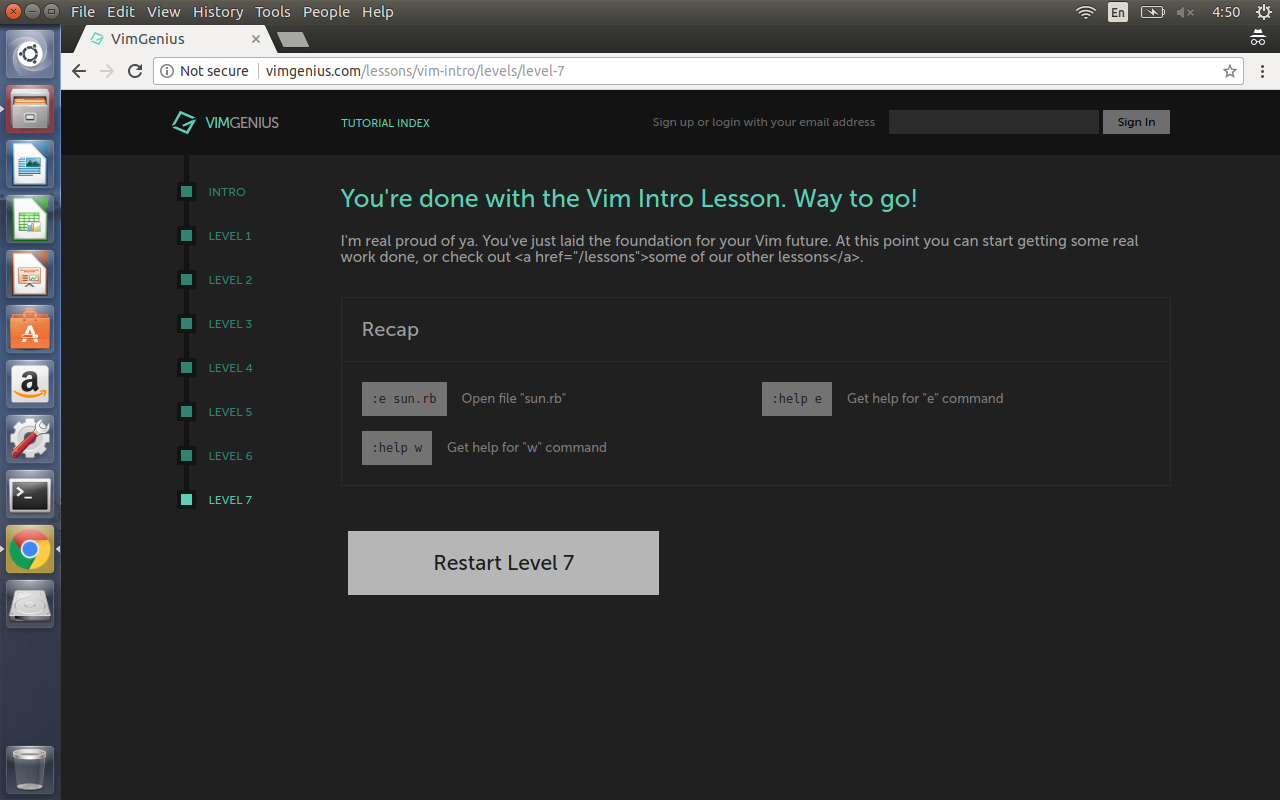 File Edit View History Tools People Help
En
4:50
VimGenius
Not secure
vimgenius.com/lessons/vim-intro/levels/level-7
VIMGENIUS
TUTORIAL INDEX
Sign up or login with your email address
Sign In
INTRO
LEVEL 1
LEVEL 2
LEVEL 3
LEVEL 4
LEVEL 5
LEVEL 6
LEVEL 7
You're done with the Vim Intro Lesson. Way to go!
I'm real proud of ya. You've just laid the foundation for your Vim future. At this point you can start getting some real
work done, or check out <a href="/lessons">some of our other lessons</a>.
Recap
:e sun.rb Open file "sun.rb"
:help e Get help for "e" command
:help w Get help for "w" command
Restart Level 7